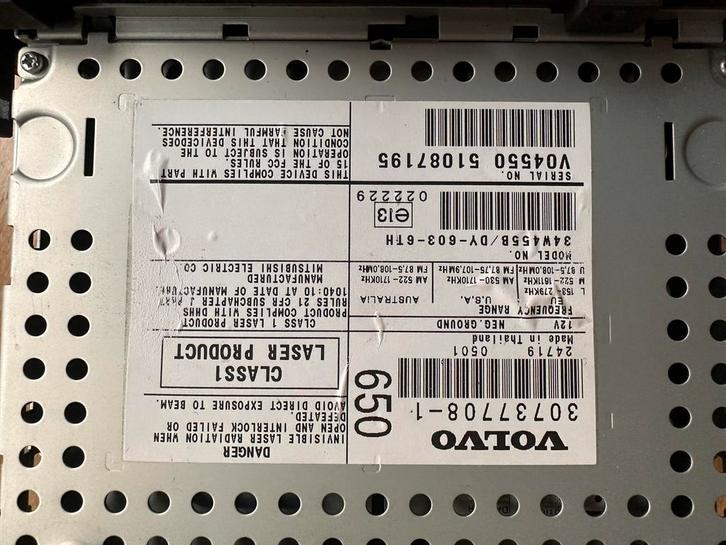 VOLVO
30737708-1
650
24719 0501
Made in Thailand
12V NEG.GROUND
FREQUENCY RANGE
EU U.S.A. AUSTRALIA
L 153- 279KHz
M 522- 1611KHz AM 530- 1710KHz AM 522- 1710KHz
U 87.5-108.0MHz FM 87.75-107.9MHz FM 87.5-108.0MHz
MODEL NO.
34W455B/DY-603-6TH
e13 022229
SERIAL NO.
V04550 51087195
DANGER
INVISIBLE LASER RADIATION WHEN
OPEN AND INTERLOCK FAILED OR
DEFEATED.
AVOID DIRECT EXPOSURE TO BEAM.
CLASS1
LASER PRODUCT
CLASS 1 LASER PRODUCT
PRODUCT COMPLIES WITH DHHS
RULES 21 CFR SUBCHAPTER J PART
1040:10 AT DATE OF MANUFACTURE
MANUFACTURED
MITSUBISHI ELECTRIC CO.
THIS DEVICE COMPLIES WITH PART
15 OF THE FCC RULES.
OPERATION IS SUBJECT TO THE
CONDITION THAT THIS DEVICEDOES
NOT CAUSE HARMFUL INTERFERENCE.